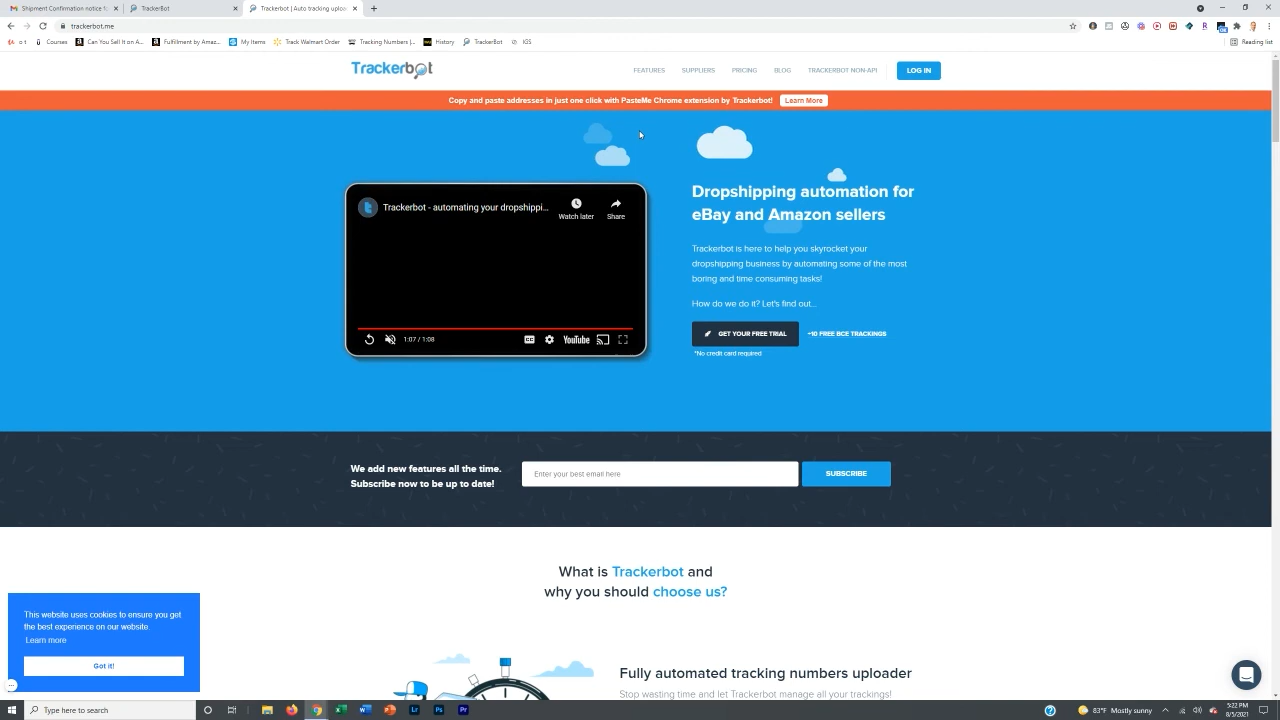 Shipment Confirmation notice fo
TrackerBot
Trackerbot | Auto tracking uploa
trackerbot.me
Courses
Can You Sell It on A...
Fulfillment by Amaz...
My Items
Track Walmart Order
Tracking Numbers |...
History
TrackerBot
IGS
Reading list
Trackerbot
FEATURES
SUPPLIERS
PRICING
BLOG
TRACKERBOT NON-API
LOG IN
Copy and paste addresses in just one click with PasteMe Chrome extension by Trackerbot!
Learn More
Trackerbot - automating your dropshippi...
Watch later
Share
1:07 / 1:08
CC
YouTube
Dropshipping automation for
eBay and Amazon sellers
Trackerbot is here to help you skyrocket your
dropshipping business by automating some of the most
boring and time consuming tasks!
How do we do it? Let's find out...
GET YOUR FREE TRIAL
+10 FREE BCE TRACKINGS
*No credit card required
We add new features all the time.
Subscribe now to be up to date!
Enter your best email here
SUBSCRIBE
What is Trackerbot and
why you should choose us?
This website uses cookies to ensure you get
the best experience on our website.
Learn more
Got it!
Fully automated tracking numbers uploader
Stop wasting time and let Trackerbot manage all your trackings!
Type here to search
Lr
Ps
Pr
83°F Mostly sunny
5:22 PM
8/5/2021